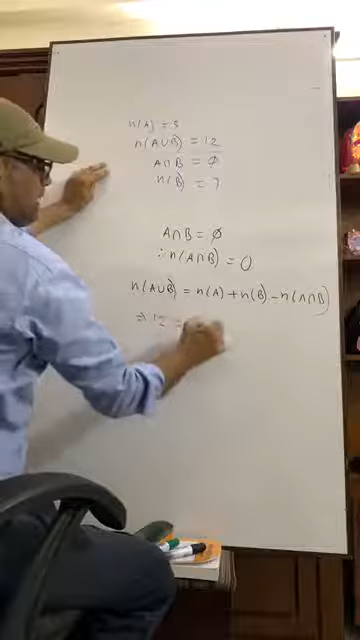 n(A) = 5
n(A∪B) = 12
A∩B = φ
n(B) = ?
A∩B = φ
∴ n(A∩B) = 0
n(A∪B) = n(A) + n(B) - n(A∩B)
⇒ 12 =